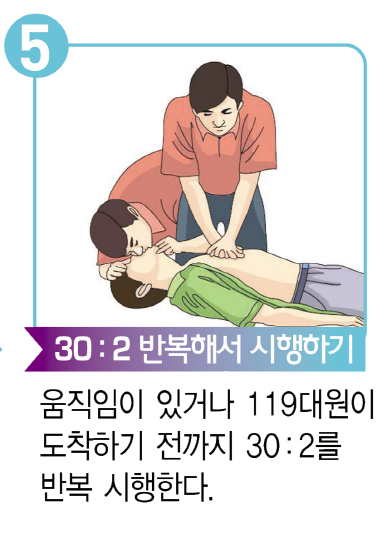 5
30 : 2 반복해서 시행하기
움직임이 있거나 119대원이
도착하기 전까지 30 : 2를
반복 시행한다.